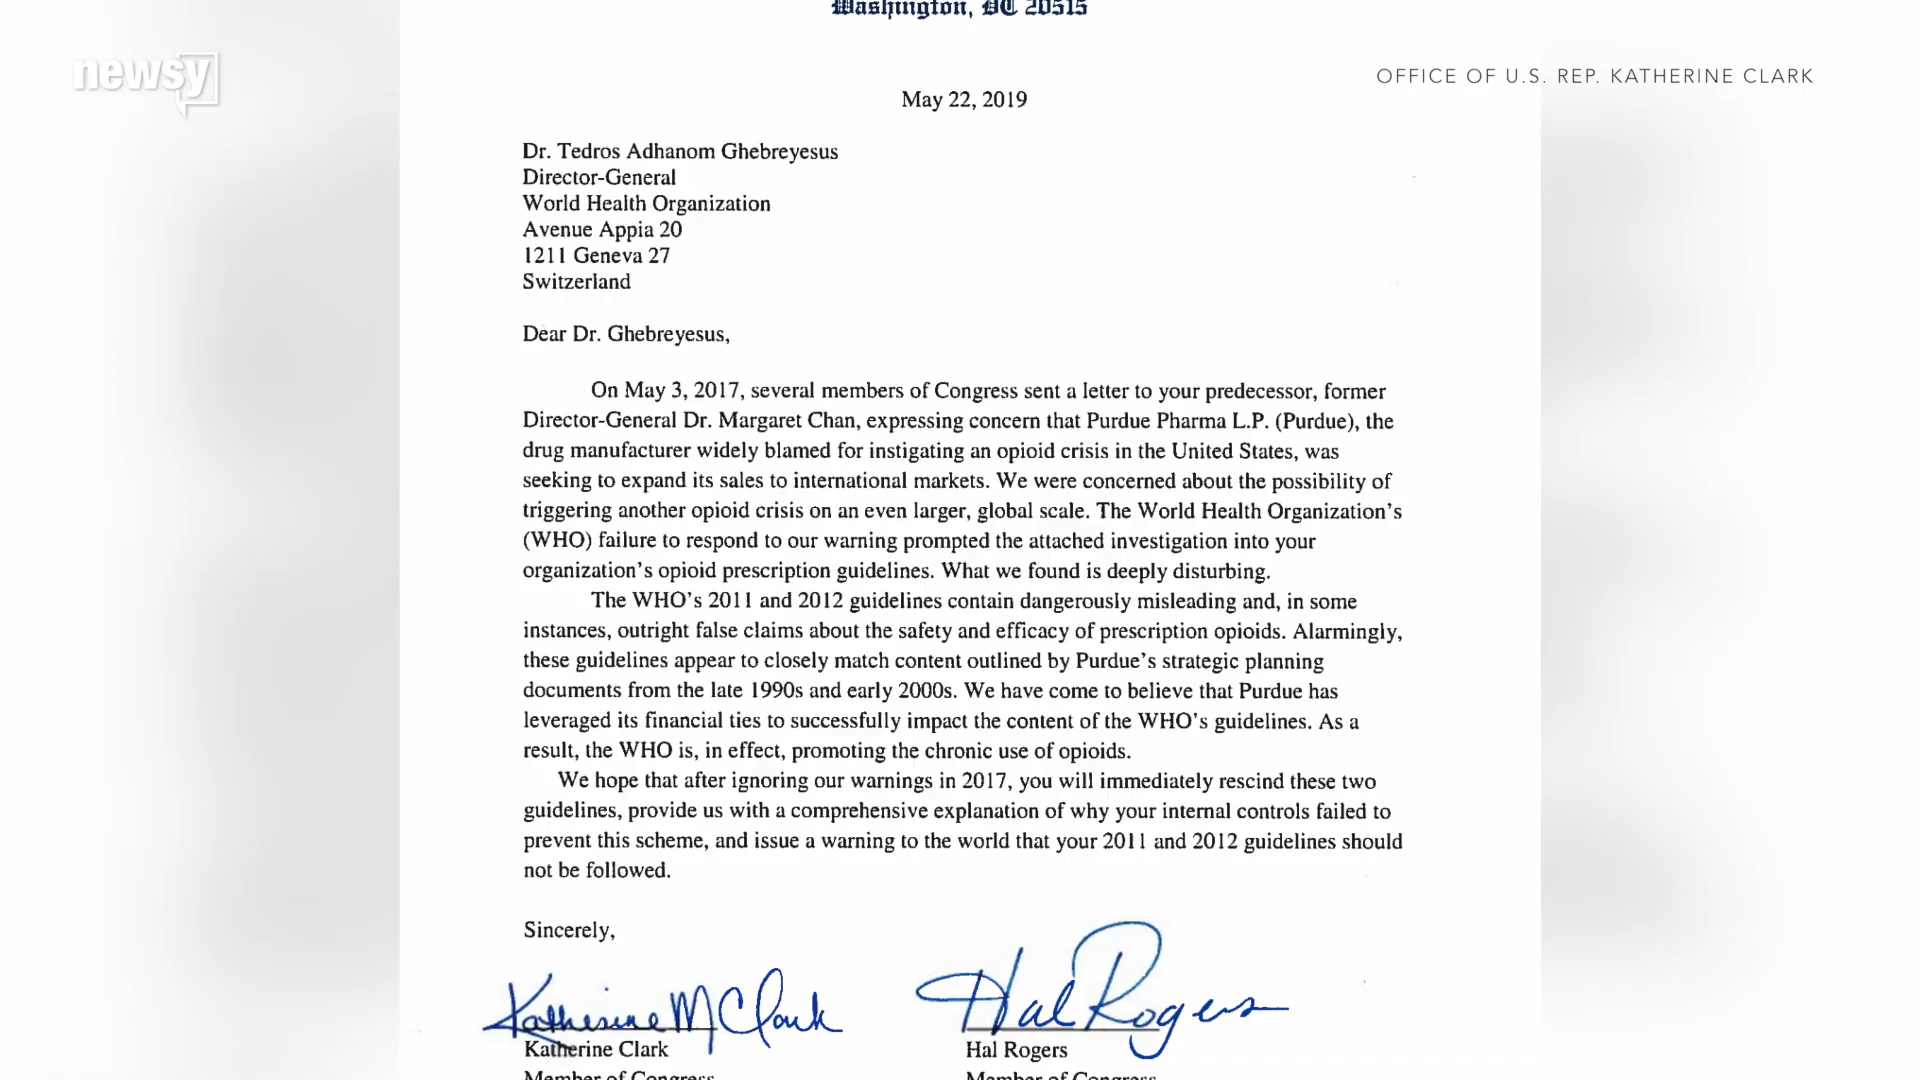 Washington, DC 20515
newsy
OFFICE OF U.S. REP. KATHERINE CLARK
May 22, 2019
Dr. Tedros Adhanom Ghebreyesus
Director-General
World Health Organization
Avenue Appia 20
1211 Geneva 27
Switzerland
Dear Dr. Ghebreyesus,
On May 3, 2017, several members of Congress sent a letter to your predecessor, former
Director-General Dr. Margaret Chan, expressing concern that Purdue Pharma L.P. (Purdue), the
drug manufacturer widely blamed for instigating an opioid crisis in the United States, was
seeking to expand its sales to international markets. We were concerned about the possibility of
triggering another opioid crisis on an even larger, global scale. The World Health Organization's
(WHO) failure to respond to our warning prompted the attached investigation into your
organization's opioid prescription guidelines. What we found is deeply disturbing.
The WHO's 2011 and 2012 guidelines contain dangerously misleading and, in some
instances, outright false claims about the safety and efficacy of prescription opioids. Alarmingly,
these guidelines appear to closely match content outlined by Purdue's strategic planning
documents from the late 1990s and early 2000s. We have come to believe that Purdue has
leveraged its financial ties to successfully impact the content of the WHO's guidelines. As a
result, the WHO is, in effect, promoting the chronic use of opioids.
We hope that after ignoring our warnings in 2017, you will immediately rescind these two
guidelines, provide us with a comprehensive explanation of why your internal controls failed to
prevent this scheme, and issue a warning to the world that your 2011 and 2012 guidelines should
not be followed.
Sincerely,
Katherine M Clark Hal Rogers
Katherine Clark Hal Rogers
Member of Congress Member of Congress